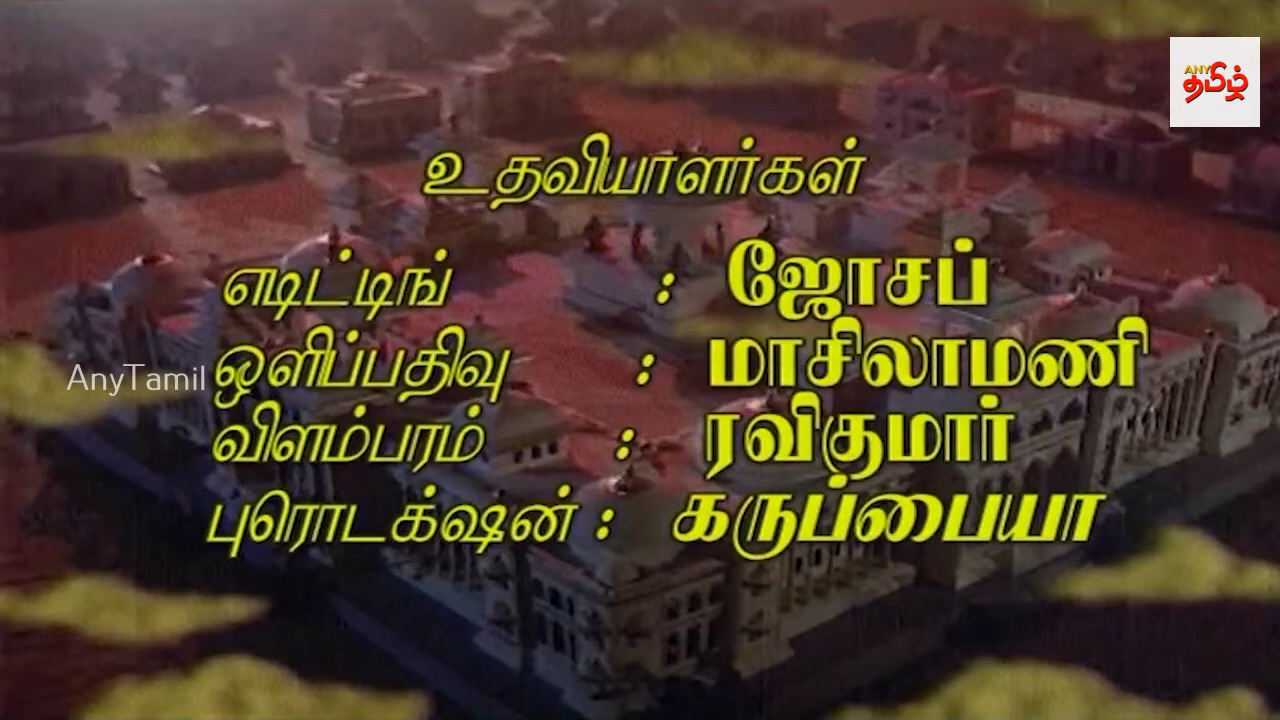 ANY
தமிழ்
உதவியாளர்கள்
எடிட்டிங் : ஜோசப்
AnyTamil
ஒளிப்பதிவு : மாசிலாமணி
விளம்பரம் : ரவிகுமார்
புரொடக்‌ஷன் : கருப்பையா